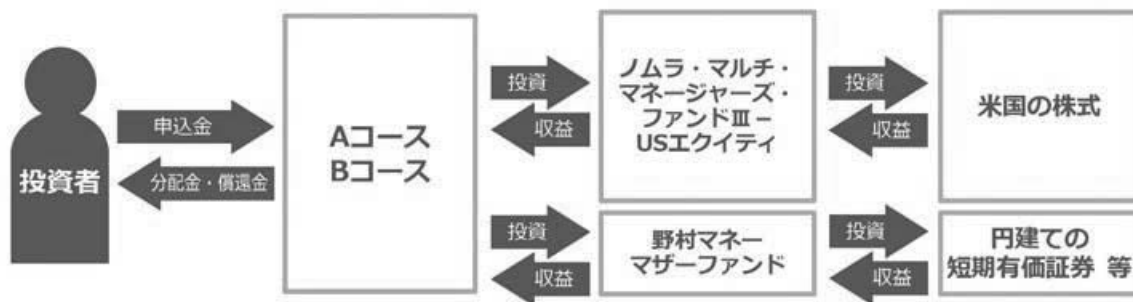 投資者
申込金
分配金・償還金
Aコース
Bコース
投資
収益
ノムラ・マルチ・
マネージャーズ・
ファンドⅢ－
USエクイティ
投資
収益
米国の株式
投資
収益
野村マネー
マザーファンド
投資
収益
円建ての
短期有価証券 等